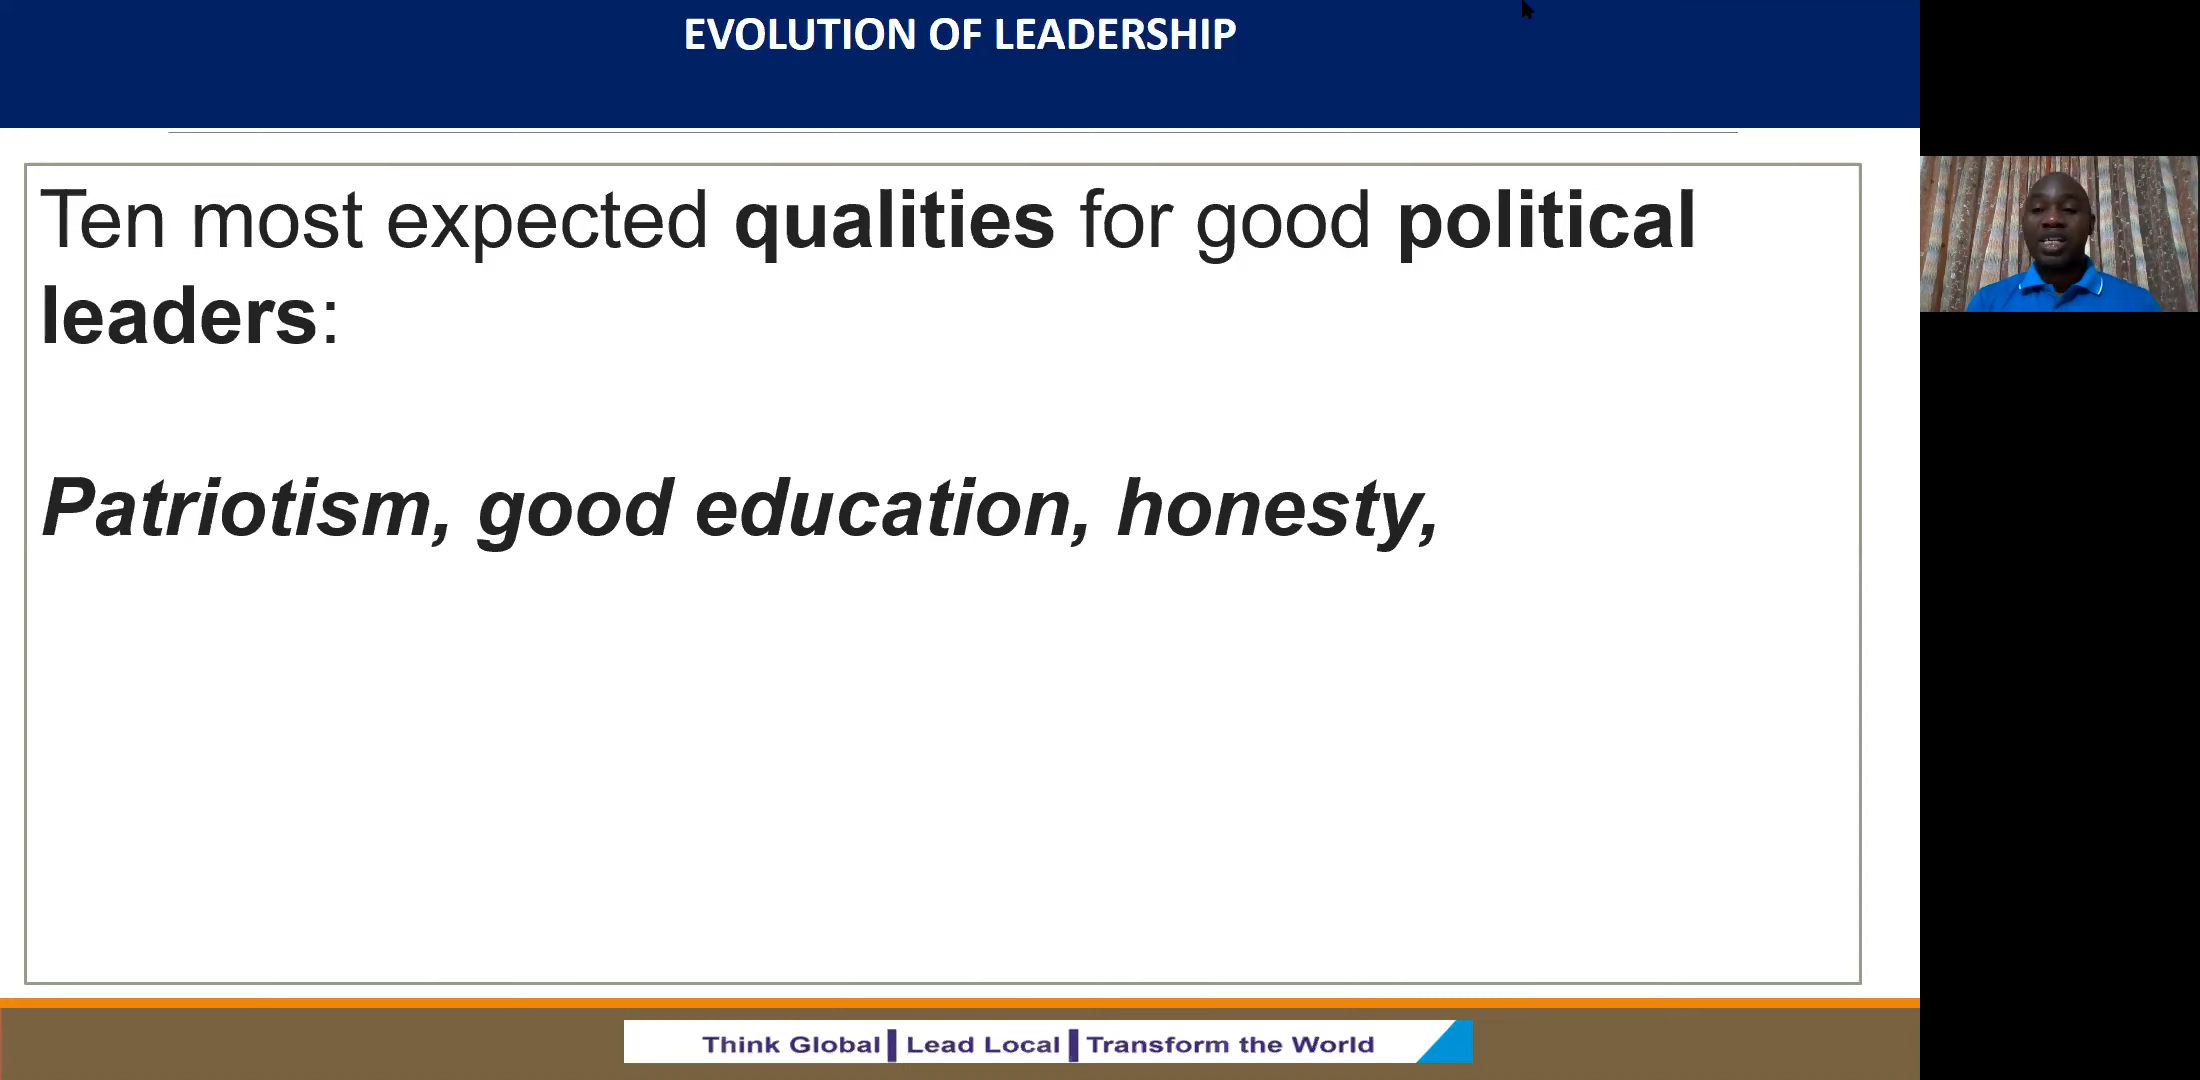 EVOLUTION OF LEADERSHIP
Ten most expected qualities for good political
leaders:
Patriotism, good education, honesty,
Think Global Lead Local Transform the World